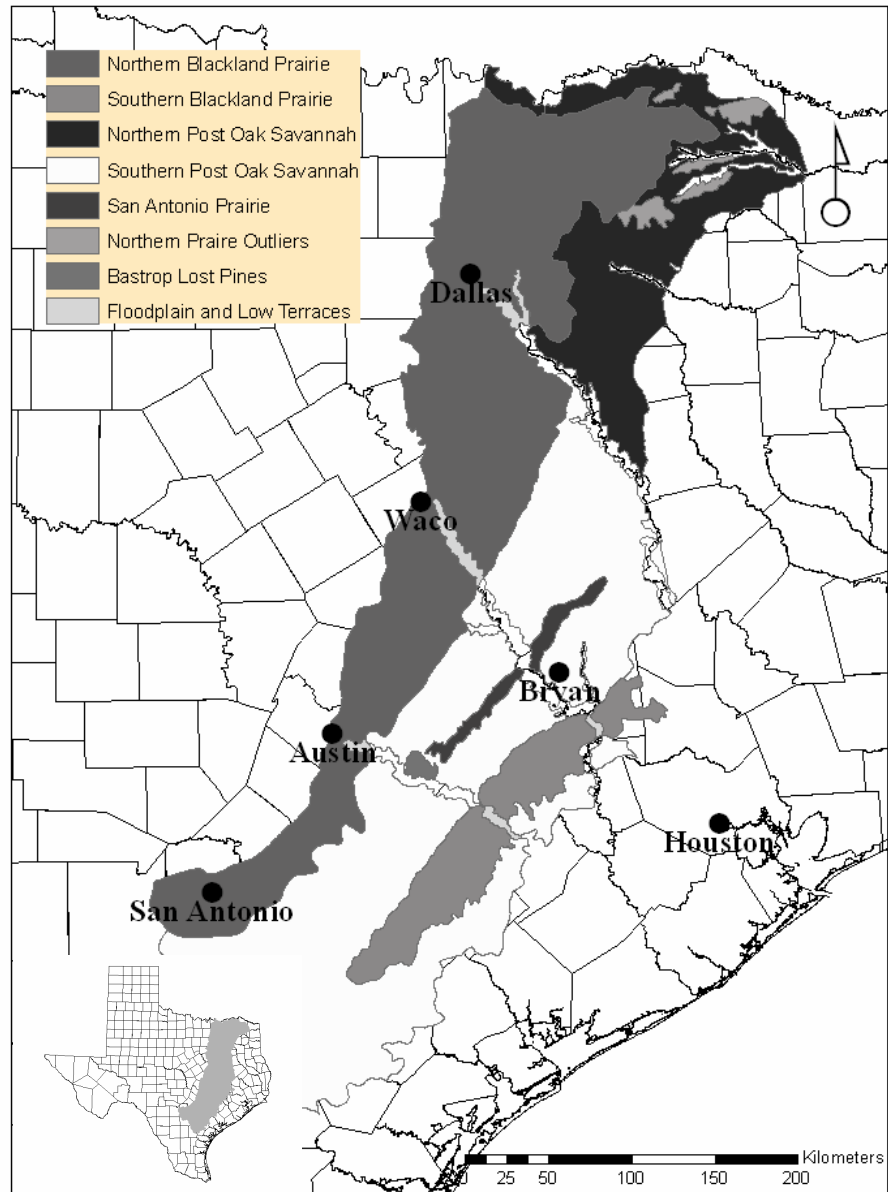 Northern Blackland Prairie
Southern Blackland Prairie
Northern Post Oak Savannah
Southern Post Oak Savannah
San Antonio Prairie
Northern Praire Outliers
Bastrop Lost Pines
Floodplain and Low Terraces
Dallas
Waco
Bryan
Austin
Houston
San Antonio
Kilometers
0 25 50 100 150 200